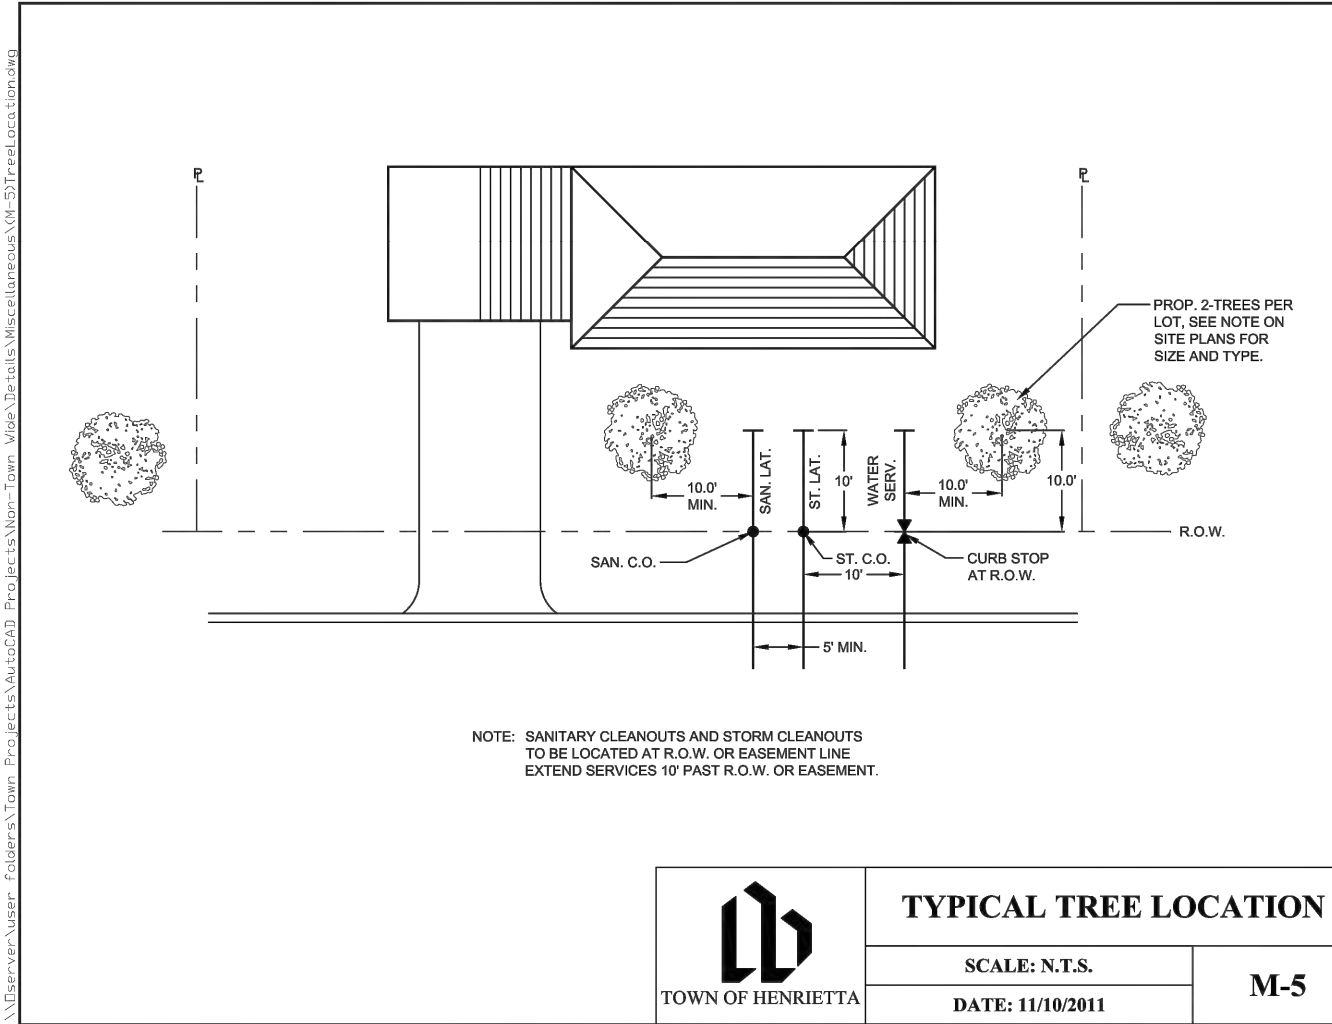 \\Dserver\user folders\Town Projects\AutoCAD Projects\Non-Town Wide\Details\Miscellaneous\(M-5)TreeLocation.dwg
PL
PL
PROP. 2-TREES PER
LOT, SEE NOTE ON
SITE PLANS FOR
SIZE AND TYPE.
10.0'
MIN.
SAN. LAT.
ST. LAT.
10'
WATER
SERV.
10.0'
MIN.
10.0'
R.O.W.
SAN. C.O.
ST. C.O.
10'
CURB STOP
AT R.O.W.
5' MIN.
NOTE: SANITARY CLEANOUTS AND STORM CLEANOUTS
TO BE LOCATED AT R.O.W. OR EASEMENT LINE
EXTEND SERVICES 10' PAST R.O.W. OR EASEMENT.
TOWN OF HENRIETTA
TYPICAL TREE LOCATION
SCALE: N.T.S.
DATE: 11/10/2011
M-5